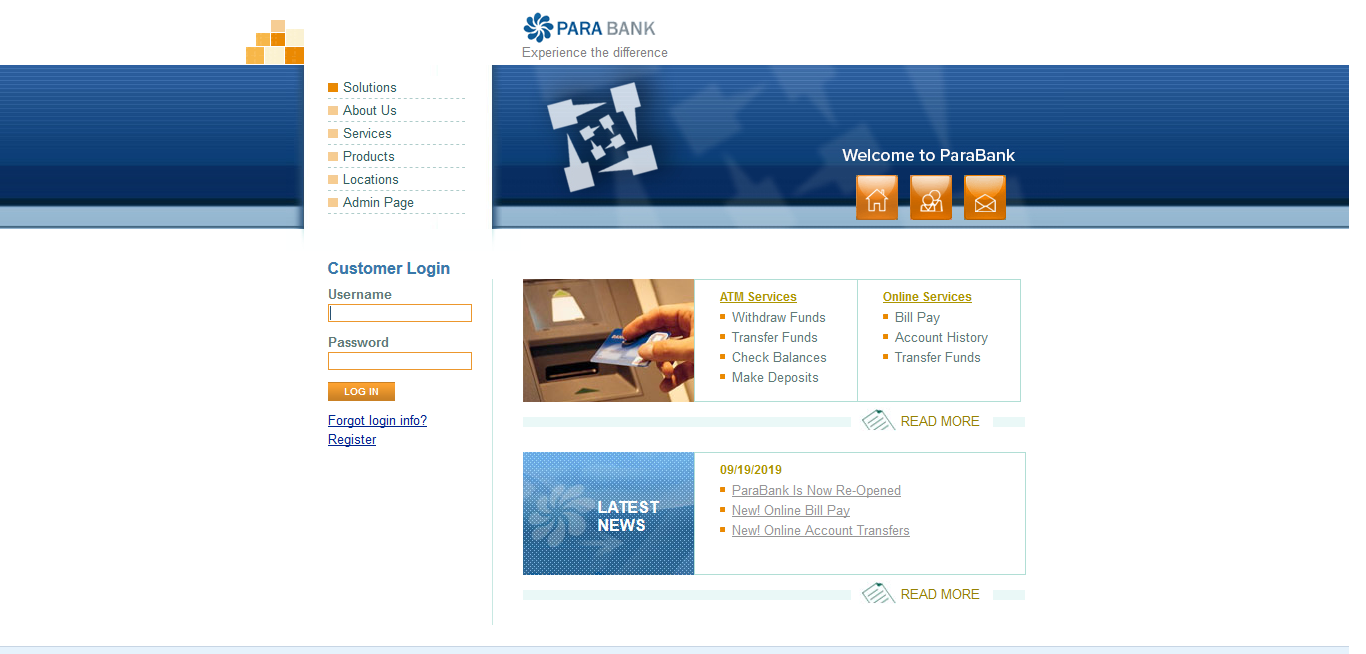 PARA BANK
Experience the difference
Solutions
About Us
Services
Products
Locations
Admin Page
Welcome to ParaBank
Customer Login
Username
Password
LOG IN
Forgot login info?
Register
ATM Services
Withdraw Funds
Transfer Funds
Check Balances
Make Deposits
Online Services
Bill Pay
Account History
Transfer Funds
READ MORE
LATEST
NEWS
09/19/2019
ParaBank Is Now Re-Opened
New! Online Bill Pay
New! Online Account Transfers
READ MORE